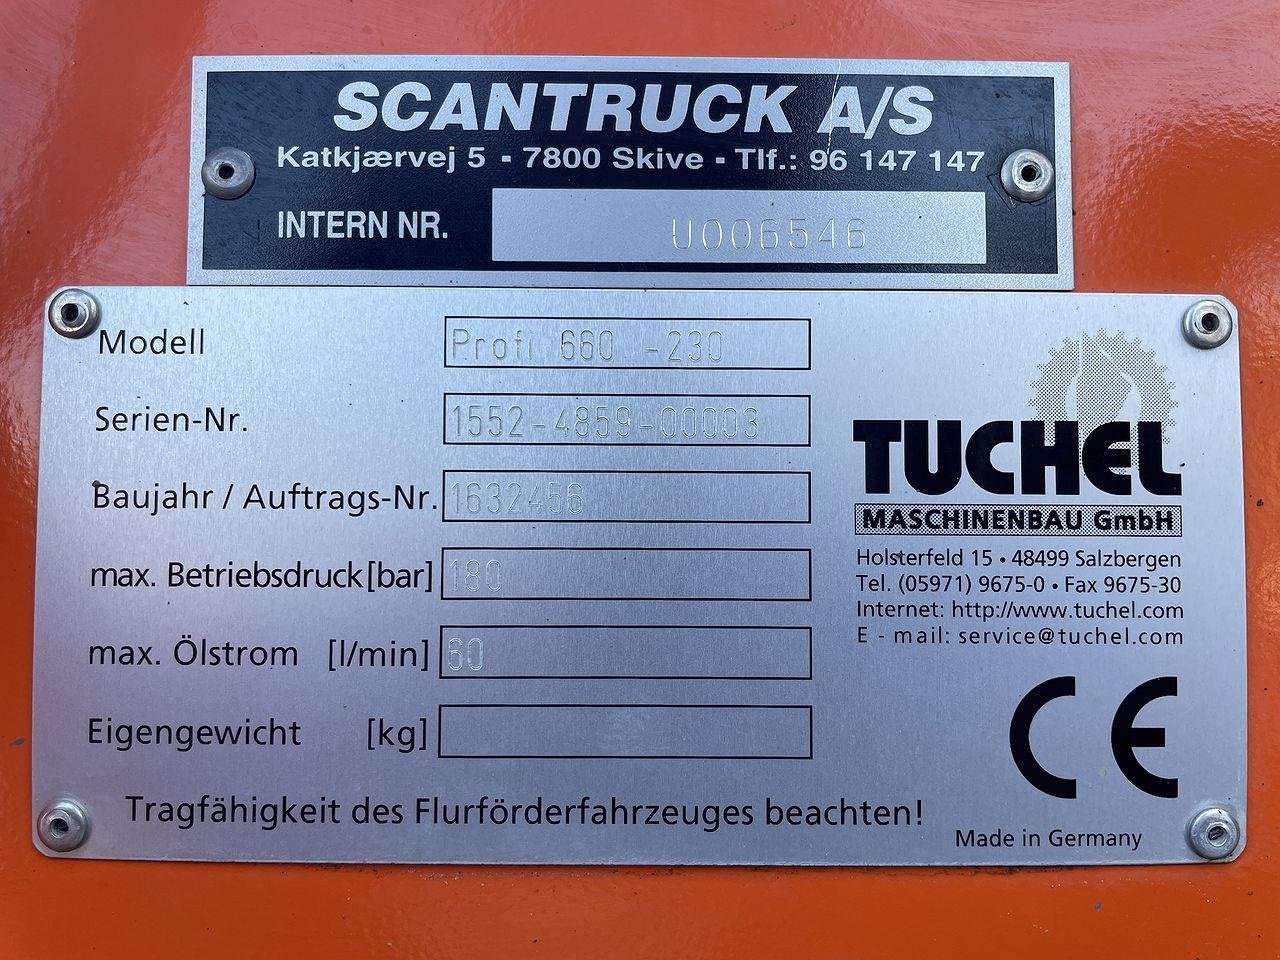 SCANTRUCK A/S
Katkjærvej 5 - 7800 Skive - Tlf.: 96 147 147
INTERN NR. U006546
Modell Profi 660 -230
Serien-Nr. 1552-4859-00003
Baujahr / Auftrags-Nr. 1632456
max. Betriebsdruck [bar] 180
max. Ölstrom [l/min] 60
Eigengewicht [kg]
Tragfähigkeit des Flurförderfahrzeuges beachten!
TUCHEL
MASCHINENBAU GmbH
Holsterfeld 15 • 48499 Salzbergen
Tel. (05971) 9675-0 • Fax 9675-30
Internet: http://www.tuchel.com
E - mail: service@tuchel.com
CE
Made in Germany